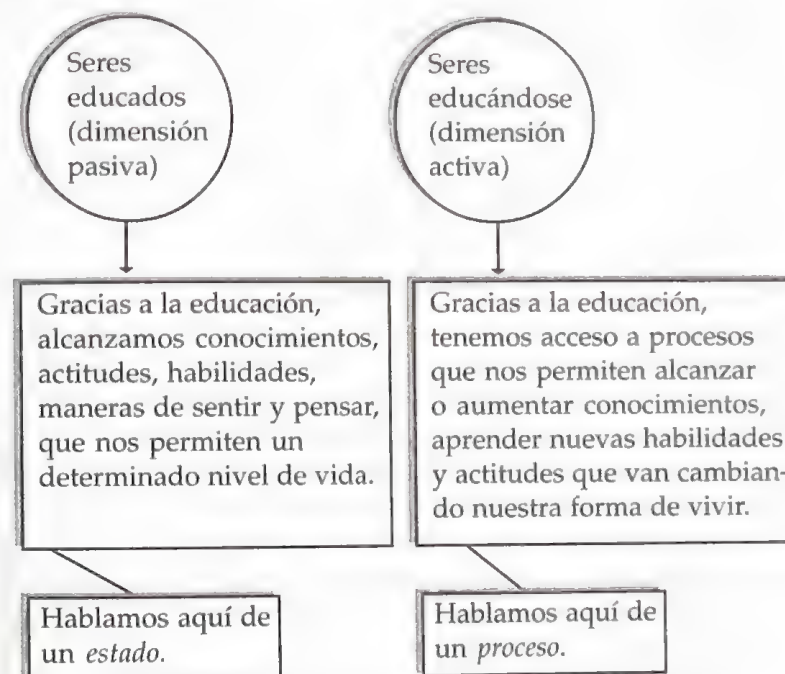 Seres
educados
(dimensión
pasiva)
Gracias a la educación,
alcanzamos conocimientos,
actitudes, habilidades,
maneras de sentir y pensar,
que nos permiten un
determinado nivel de vida.
Hablamos aquí de
un estado.
Seres
educándose
(dimensión
activa)
Gracias a la educación,
tenemos acceso a procesos
que nos permiten alcanzar
o aumentar conocimientos,
aprender nuevas habilidades
y actitudes que van cambian-
do nuestra forma de vivir.
Hablamos aquí de
un proceso.